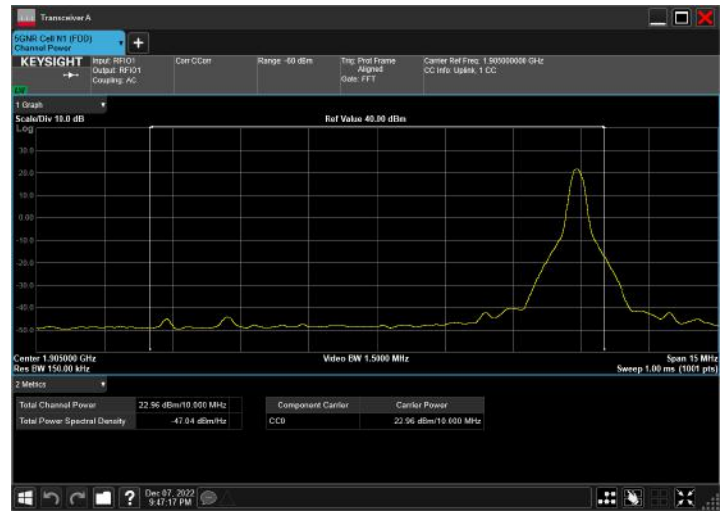 Transceiver A
5GNR Cell N1 (FDD)
Channel Power
KEYSIGHT
Input: RFIO1
Output: RFIO1
Coupling: AC
Corr CCorr
Range -60 dBm
Trig: Prot Frame
Aligned
Gate: FFT
Carrier Ref Freq: 1.905000000 GHz
CC Info: Uplink, 1 CC
1 Graph
Scale/Div 10.0 dB
Ref Value 40.00 dBm
Log
30.0
20.0
10.0
0.00
-10.0
-20.0
-30.0
-40.0
-50.0
Center 1.905000 GHz
Video BW 1.5000 MHz
Span 15 MHz
Res BW 150.00 kHz
Sweep 1.00 ms (1001 pts)
2 Metrics
Total Channel Power 22.96 dBm/10.000 MHz
Total Power Spectral Density -47.04 dBm/Hz
Component Carrier Carrier Power
CC0 22.96 dBm/10.000 MHz
Dec 07, 2022
9:47:17 PM